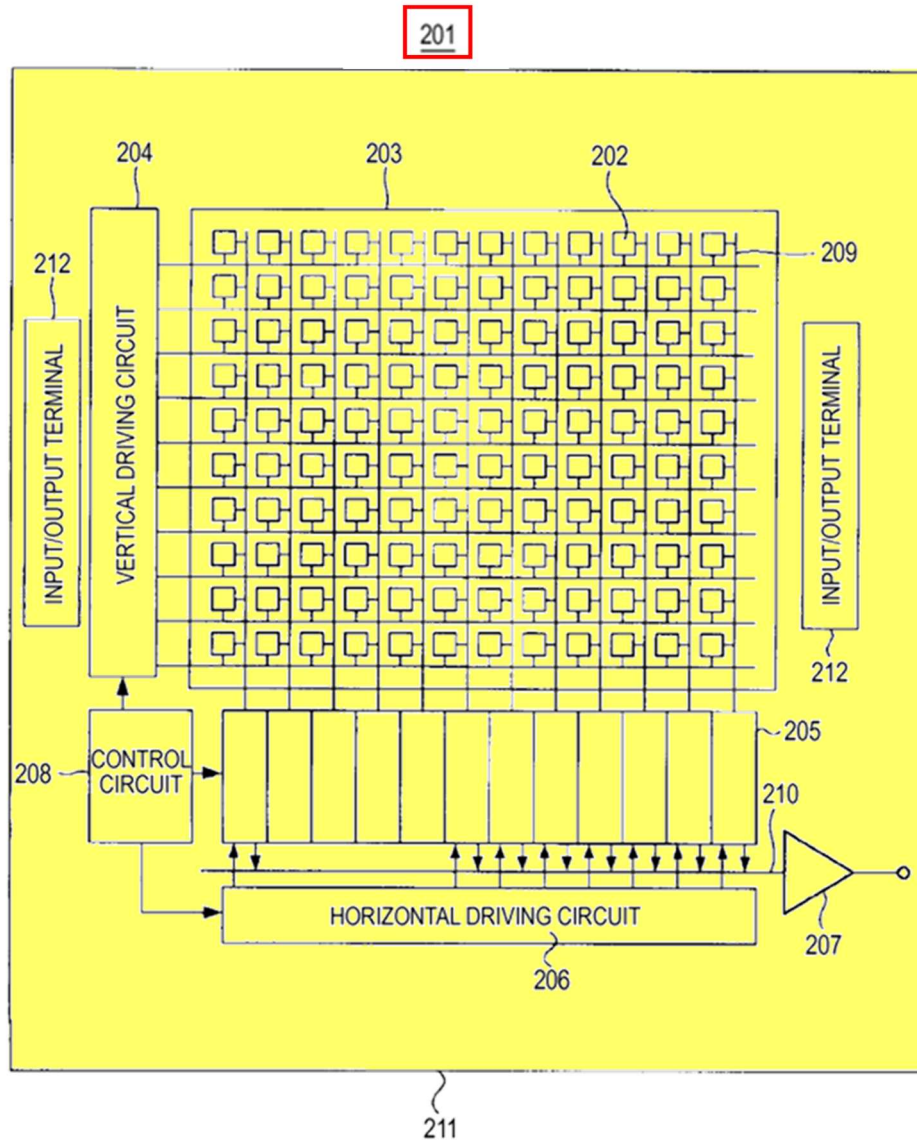 201
204
203
202
209
212
INPUT/OUTPUT TERMINAL
VERTICAL DRIVING CIRCUIT
INPUT/OUTPUT TERMINAL
212
208
CONTROL
CIRCUIT
205
210
HORIZONTAL DRIVING CIRCUIT
207
206
211